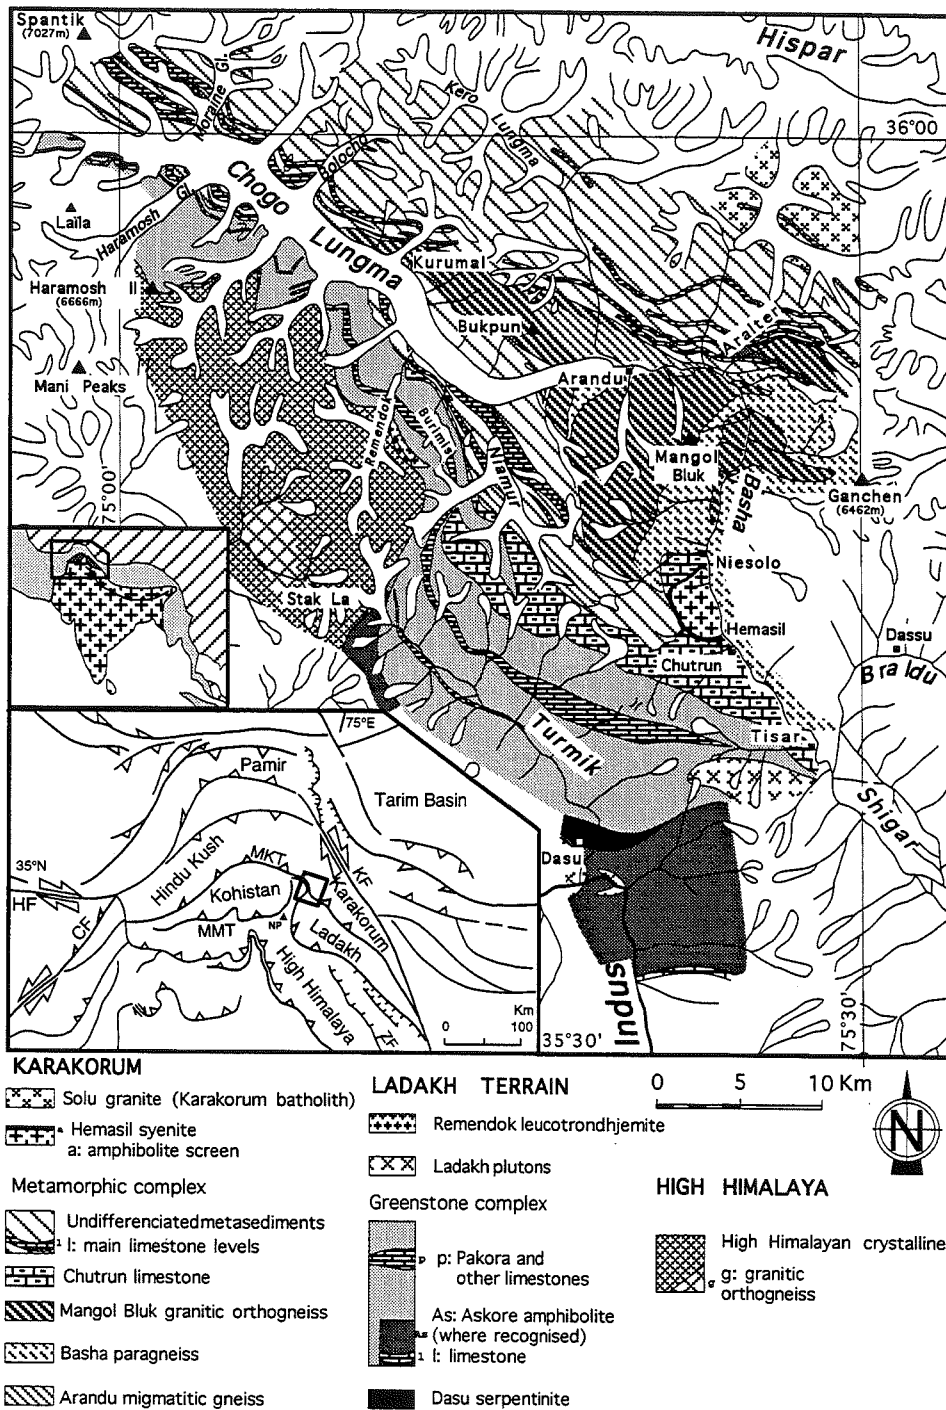 Spantik
(7027m)
Hispar
Moraine Gl.
Kero
Lungma
36°00
Bolocho
Chogo
Lungma
Haramosh Gl.
Laïla
Kurumal
Haramosh II
(6666m)
Bukpun
Aralter
Mani Peaks
Arandu
Remendok
Burimis
Niamur
Mangol
Bluk
Basha
75°00'
Ganchen
(6462m)
Niesolo
Stak La
Hemasil
Dassu
Chutrun
Braldu
Turmik
Tisar
Shigar
Dasu
Indus
35°30'
75°30'
75°E
Pamir
Tarim Basin
35°N
Hindu Kush
MKT
KF
HF
Kohistan
Karakorum
CF
NP
MMT
Ladakh
High Himalaya
ZF
Km
0 100
KARAKORUM
Solu granite (Karakorum batholith)
a
Hemasil syenite
a: amphibolite screen
Metamorphic complex
Undifferenciated metasediments
l
l: main limestone levels
Chutrun limestone
Mangol Bluk granitic orthogneiss
Basha paragneiss
Arandu migmatitic gneiss
LADAKH TERRAIN
Remendok leucotrondhjemite
Ladakh plutons
Greenstone complex
p
p: Pakora and
other limestones
As
As: Askore amphibolite
(where recognised)
l
l: limestone
Dasu serpentinite
0 5 10 Km
N
HIGH HIMALAYA
High Himalayan crystalline
g
g: granitic
orthogneiss